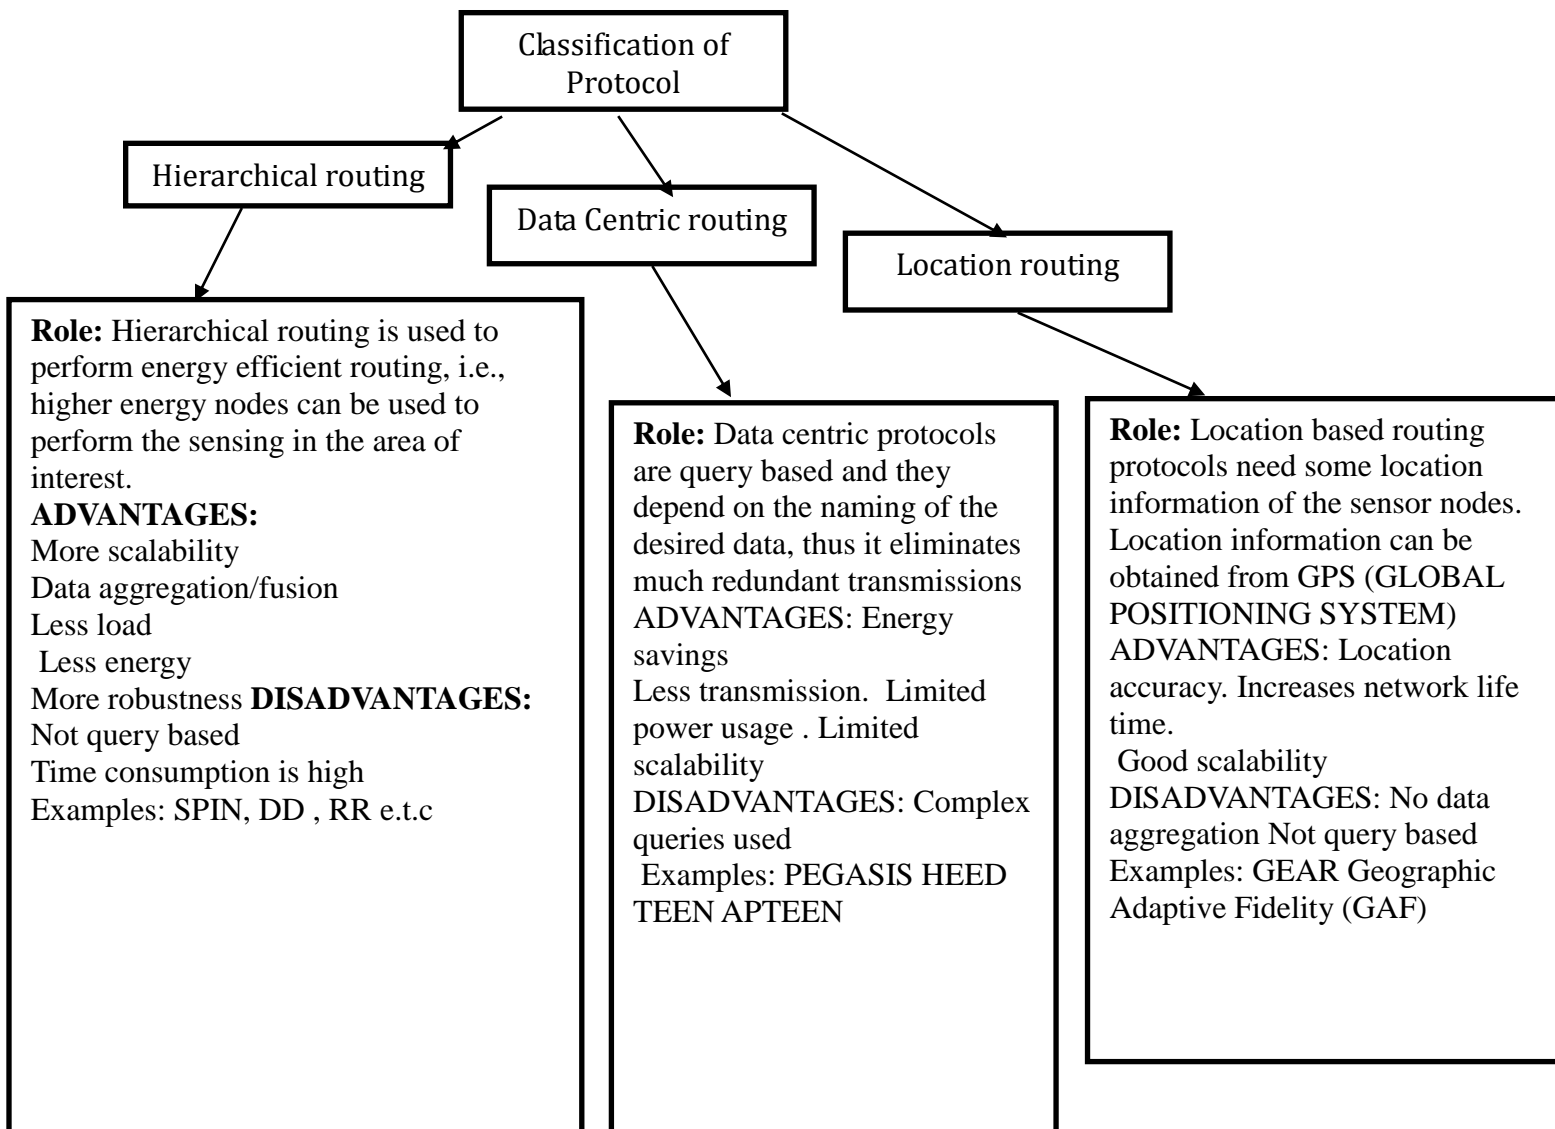 Classification of
Protocol
Hierarchical routing
Data Centric routing
Location routing
Role: Hierarchical routing is used to
perform energy efficient routing, i.e.,
higher energy nodes can be used to
perform the sensing in the area of
interest.
ADVANTAGES:
More scalability
Data aggregation/fusion
Less load
Less energy
More robustness DISADVANTAGES:
Not query based
Time consumption is high
Examples: SPIN, DD , RR e.t.c
Role: Data centric protocols
are query based and they
depend on the naming of the
desired data, thus it eliminates
much redundant transmissions
ADVANTAGES: Energy
savings
Less transmission.  Limited
power usage . Limited
scalability
DISADVANTAGES: Complex
queries used
Examples: PEGASIS HEED
TEEN APTEEN
Role: Location based routing
protocols need some location
information of the sensor nodes.
Location information can be
obtained from GPS (GLOBAL
POSITIONING SYSTEM)
ADVANTAGES: Location
accuracy. Increases network life
time.
Good scalability
DISADVANTAGES: No data
aggregation Not query based
Examples: GEAR Geographic
Adaptive Fidelity (GAF)